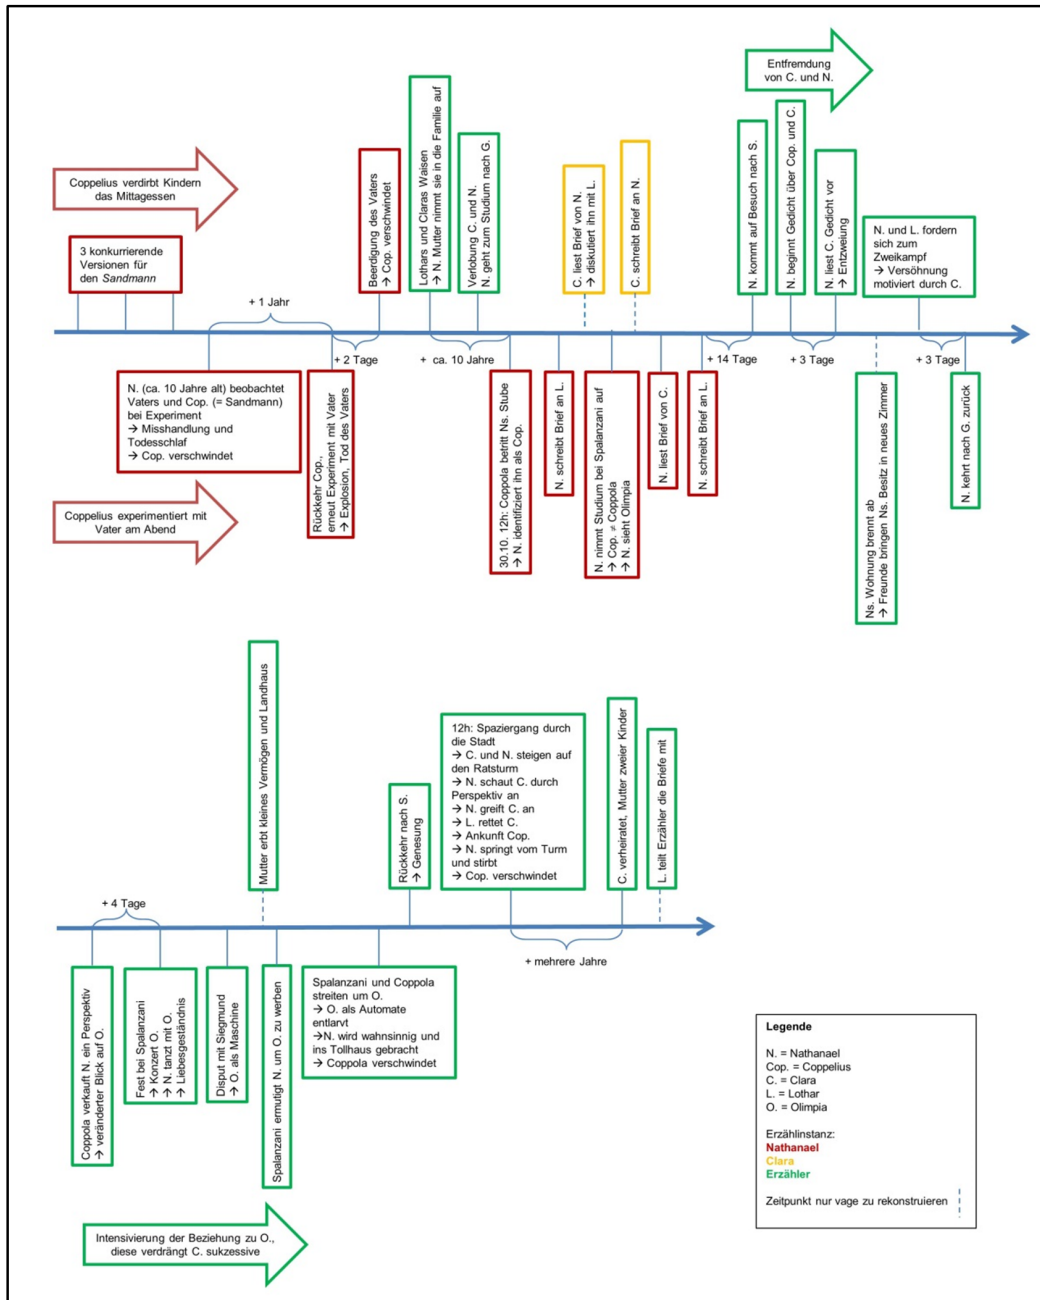 Entfremdung
von C. und N.
Coppelius verdirbt Kindern
das Mittagessen
3 konkurrierende
Versionen für
den Sandmann
Beerdigung des Vaters
→ Cop. verschwindet
Lothars und Claras Waisen
→ N. Mutter nimmt sie in die Familie auf
Verlobung C. und N.
N. geht zum Studium nach G.
C. liest Brief von N.
→ diskutiert ihn mit L.
C. schreibt Brief an N.
N. kommt auf Besuch nach S.
N. beginnt Gedicht über Cop. und C.
N. liest C. Gedicht vor
→ Entzweiung
N. und L. fordern
sich zum
Zweikampf
→ Versöhnung
motiviert durch C.
+ 1 Jahr
+ 2 Tage
+ ca. 10 Jahre
+ 14 Tage
+ 3 Tage
+ 3 Tage
N. (ca. 10 Jahre alt) beobachtet
Vaters und Cop. (= Sandmann)
bei Experiment
→ Misshandlung und
Todesschlaf
→ Cop. verschwindet
Rückkehr Cop.,
erneut Experiment mit Vater
→ Explosion, Tod des Vaters
30.10. 12h: Coppola betritt Ns. Stube
→ N. identifiziert ihn als Cop.
N. schreibt Brief an L.
N. nimmt Studium bei Spalanzani auf
→ Cop. ≠ Coppola
→ N. sieht Olimpia
N. liest Brief von C.
N. schreibt Brief an L.
Ns. Wohnung brennt ab
→ Freunde bringen Ns. Besitz in neues Zimmer
N. kehrt nach G. zurück
Coppelius experimentiert mit
Vater am Abend
Mutter erbt kleines Vermögen und Landhaus
Rückkehr nach S.
→ Genesung
12h: Spaziergang durch
die Stadt
→ C. und N. steigen auf
den Ratsturm
→ N. schaut C. durch
Perspektiv an
→ N. greift C. an
→ L. rettet C.
→ Ankunft Cop.
→ N. springt vom Turm
und stirbt
→ Cop. verschwindet
C. verheiratet, Mutter zweier Kinder
L. teilt Erzähler die Briefe mit
+ 4 Tage
+ mehrere Jahre
Coppola verkauft N. ein Perspektiv
→ veränderter Blick auf O.
Fest bei Spalanzani
→ Konzert O.
→ N. tanzt mit O.
→ Liebesgeständnis
Disput mit Siegmund
→ O. als Maschine
Spalanzani ermutigt N. um O. zu werben
Spalanzani und Coppola
streiten um O.
→ O. als Automate
entlarvt
→N. wird wahnsinnig und
ins Tollhaus gebracht
→ Coppola verschwindet
Intensivierung der Beziehung zu O.,
diese verdrängt C. sukzessive
Legende
N. = Nathanael
Cop. = Coppelius
C. = Clara
L. = Lothar
O. = Olimpia
Erzählinstanz:
Nathanael
Clara
Erzähler
Zeitpunkt nur vage zu rekonstruieren